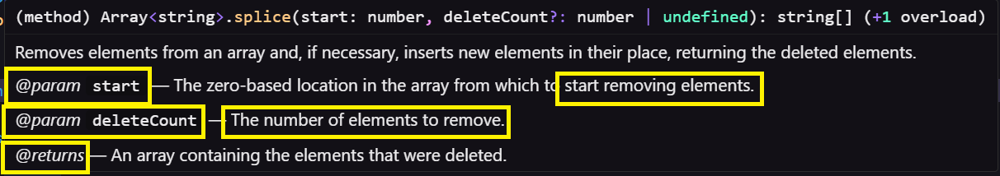 (method) Array<string>.splice(start: number, deleteCount?: number | undefined): string[] (+1 overload)
Removes elements from an array and, if necessary, inserts new elements in their place, returning the deleted elements.
@param start — The zero-based location in the array from which to start removing elements.
@param deleteCount — The number of elements to remove.
@returns — An array containing the elements that were deleted.